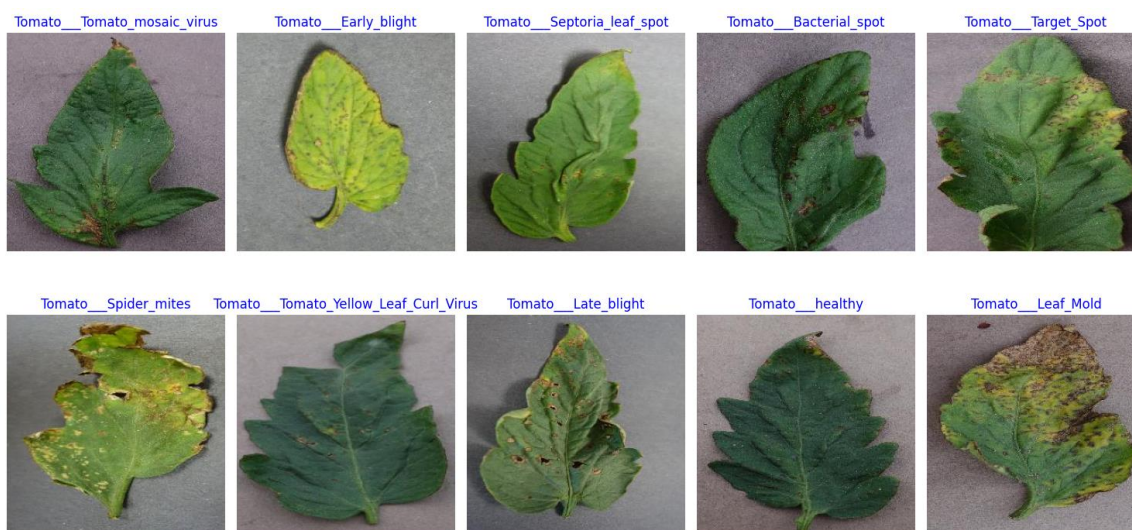 Tomato___Tomato_mosaic_virus
Tomato___Early_blight
Tomato___Septoria_leaf_spot
Tomato___Bacterial_spot
Tomato___Target_Spot
Tomato___Spider_mites
Tomato___Tomato_Yellow_Leaf_Curl_Virus
Tomato___Late_blight
Tomato___healthy
Tomato___Leaf_Mold